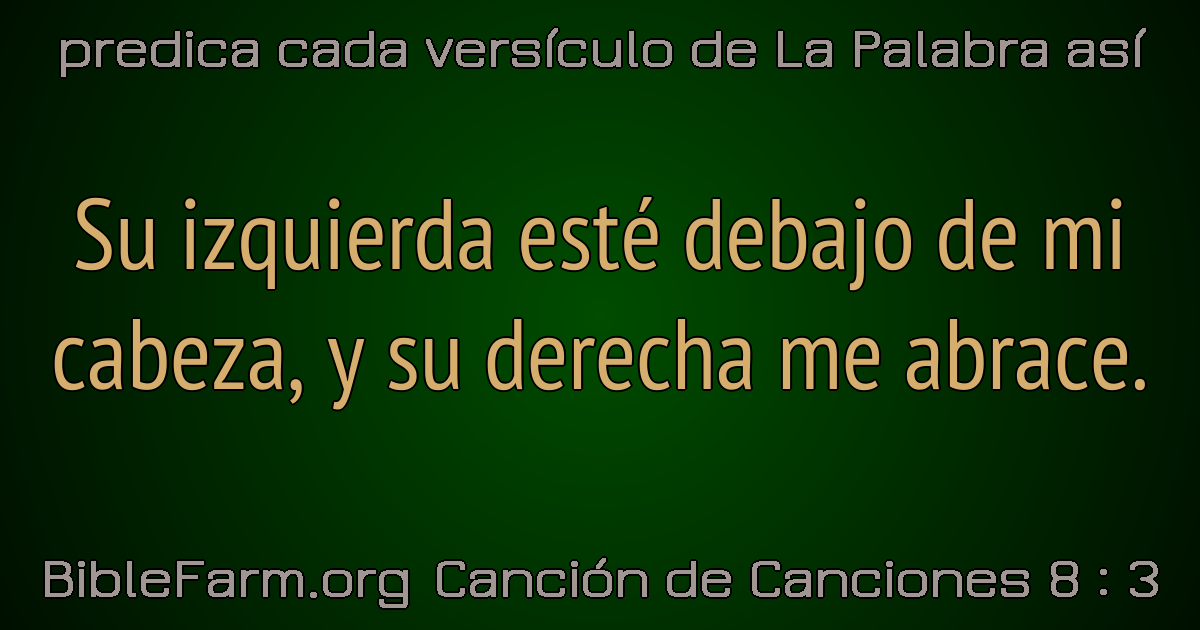 predica cada versículo de La Palabra así
Su izquierda esté debajo de mi
cabeza, y su derecha me abrace.
BibleFarm.org Canción de Canciones 8 : 3